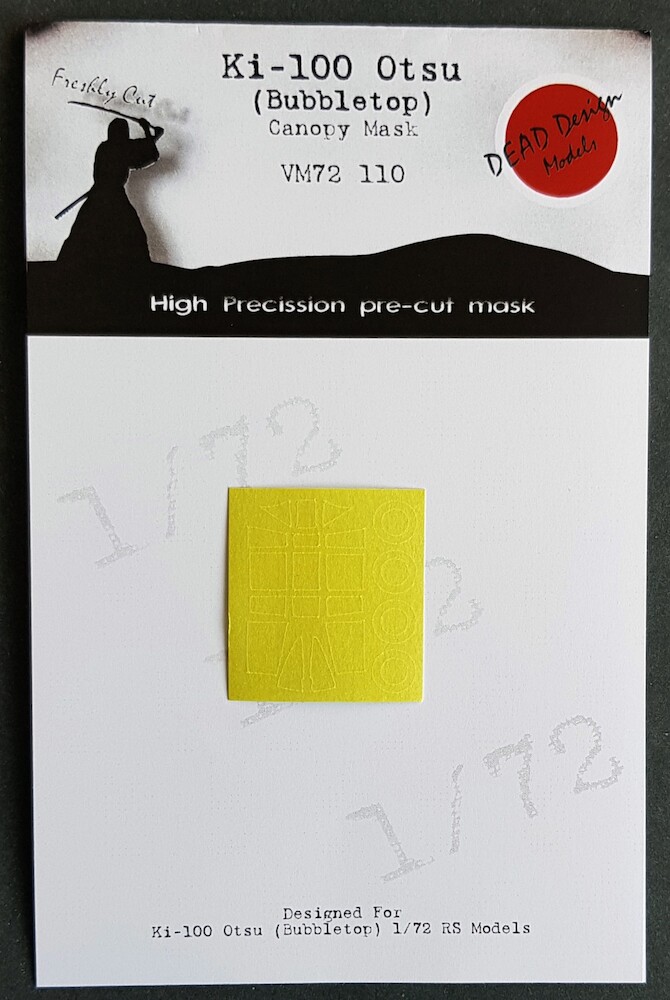 Ki-100 Otsu
(Bubbletop)
Canopy Mask
VM72 110
Freshly Cut
DEAD Design
Models
High Precission pre-cut mask
1/72
1/72
1/72
Designed For
Ki-100 Otsu (Bubbletop) 1/72 RS Models